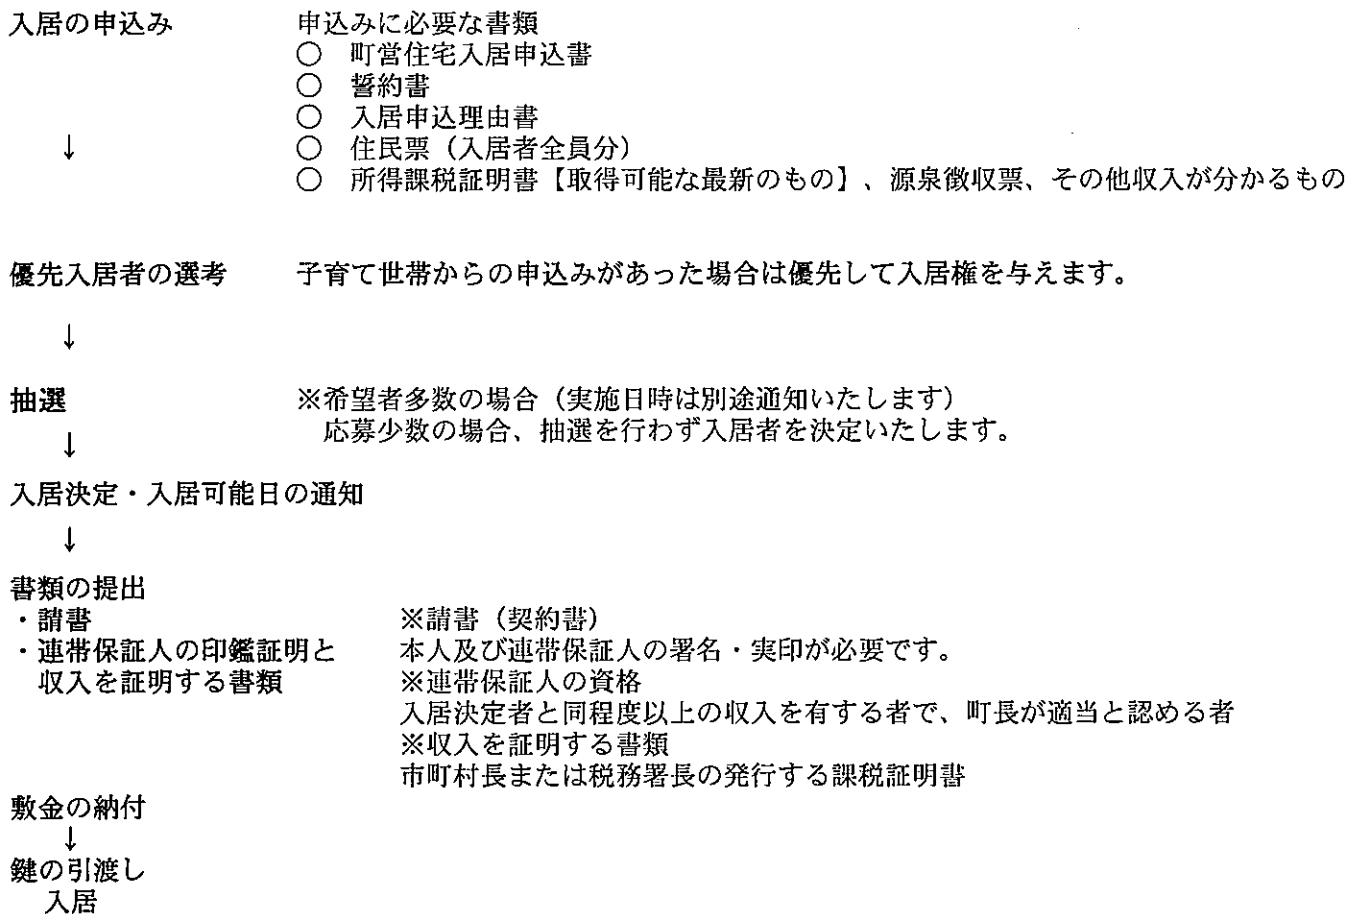 入居の申込み　申込みに必要な書類
○　町営住宅入居申込書
○　誓約書
○　入居申込理由書
↓　○　住民票（入居者全員分）
○　所得課税証明書【取得可能な最新のもの】、源泉徴収票、その他収入が分かるもの
優先入居者の選考　子育て世帯からの申込みがあった場合は優先して入居権を与えます。
↓
抽選　※希望者多数の場合（実施日時は別途通知いたします）
↓　応募少数の場合、抽選を行わず入居者を決定いたします。
入居決定・入居可能日の通知
↓
書類の提出
・請書　※請書（契約書）
・連帯保証人の印鑑証明と　本人及び連帯保証人の署名・実印が必要です。
収入を証明する書類　※連帯保証人の資格
入居決定者と同程度以上の収入を有する者で、町長が適当と認める者
※収入を証明する書類
市町村長または税務署長の発行する課税証明書
敷金の納付
↓
鍵の引渡し
入居